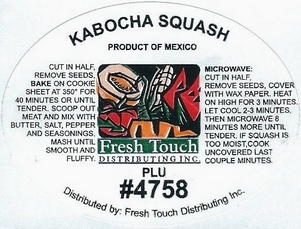 KABOCHA SQUASH
PRODUCT OF MEXICO
CUT IN HALF,
REMOVE SEEDS,
BAKE ON COOKIE
SHEET AT 350° FOR
40 MINUTES OR UNTIL
TENDER. SCOOP OUT
MEAT AND MIX WITH
BUTTER, SALT, PEPPER
AND SEASONINGS,
MASH UNTIL
SMOOTH AND
FLUFFY.
Fresh Touch
DISTRIBUTING INC.
MICROWAVE:
CUT IN HALF,
REMOVE SEEDS, COVER
WITH WAX PAPER. HEAT
ON HIGH FOR 3 MINUTES.
LET COOL 2-3 MINUTES,
THEN MICROWAVE 8
MINUTES MORE UNTIL
TENDER. IF SQUASH IS
TOO MOIST,COOK
UNCOVERED LAST
COUPLE MINUTES.
PLU
#4758
Distributed by: Fresh Touch Distributing Inc.